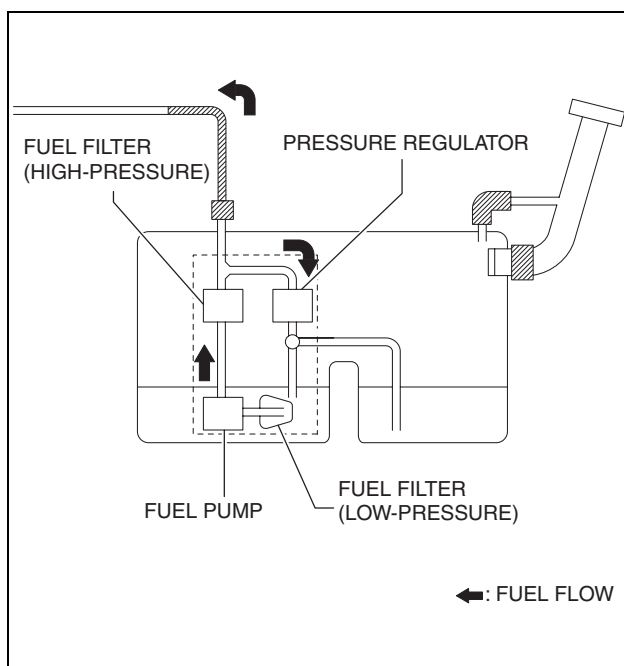 FUEL FILTER
(HIGH-PRESSURE)
PRESSURE REGULATOR
FUEL PUMP
FUEL FILTER
(LOW-PRESSURE)
: FUEL FLOW